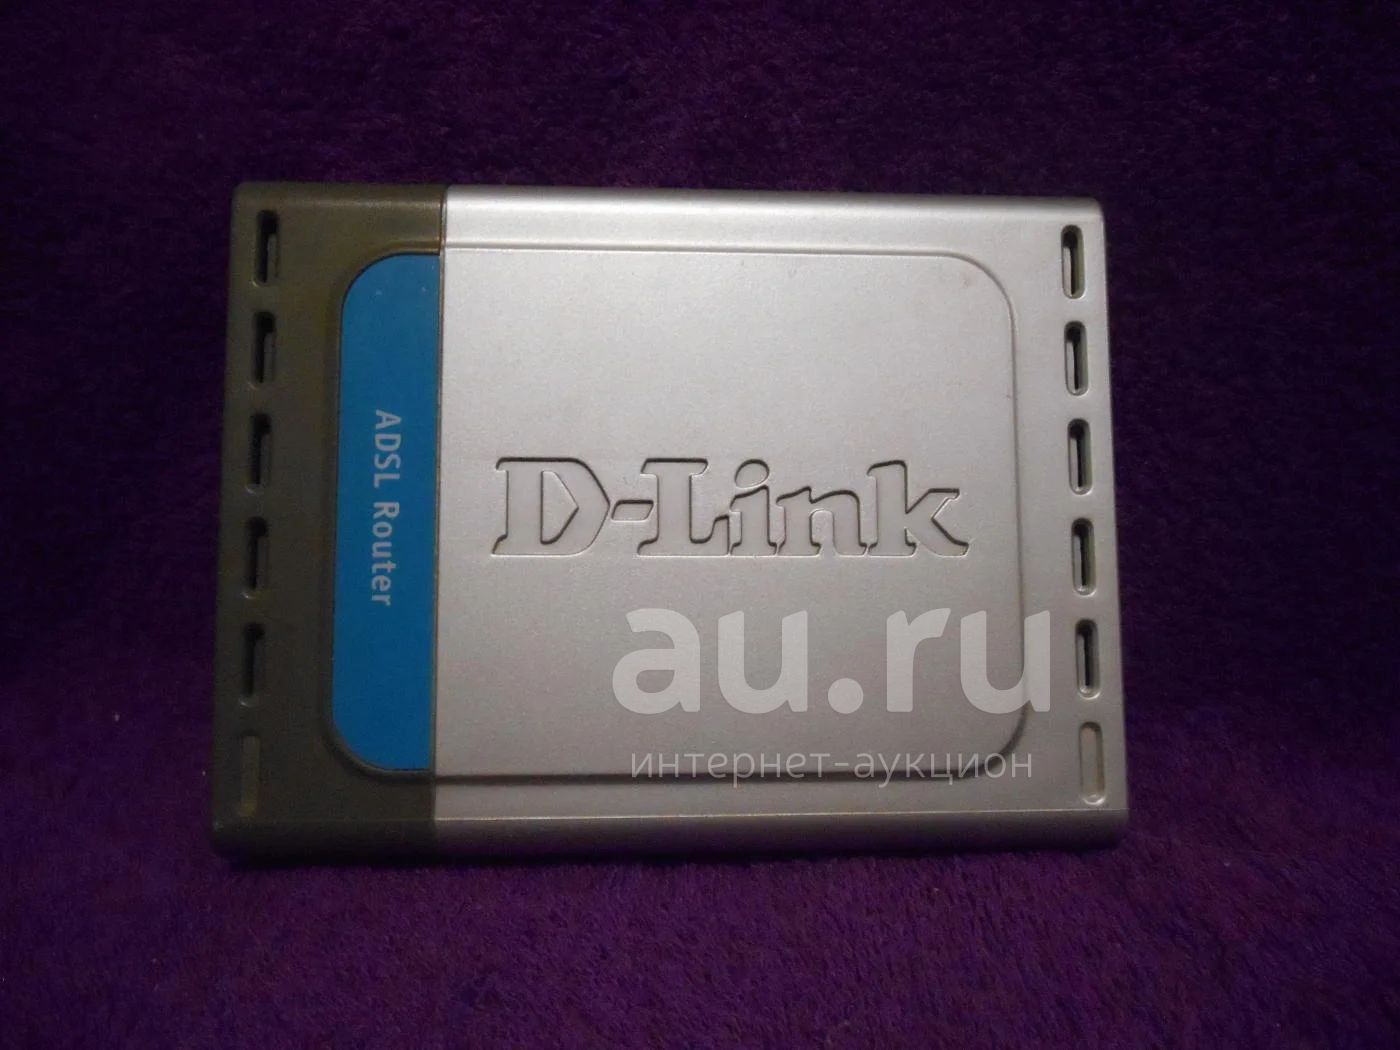 ADSL Router
D-Link
au.ru
интернет-аукцион